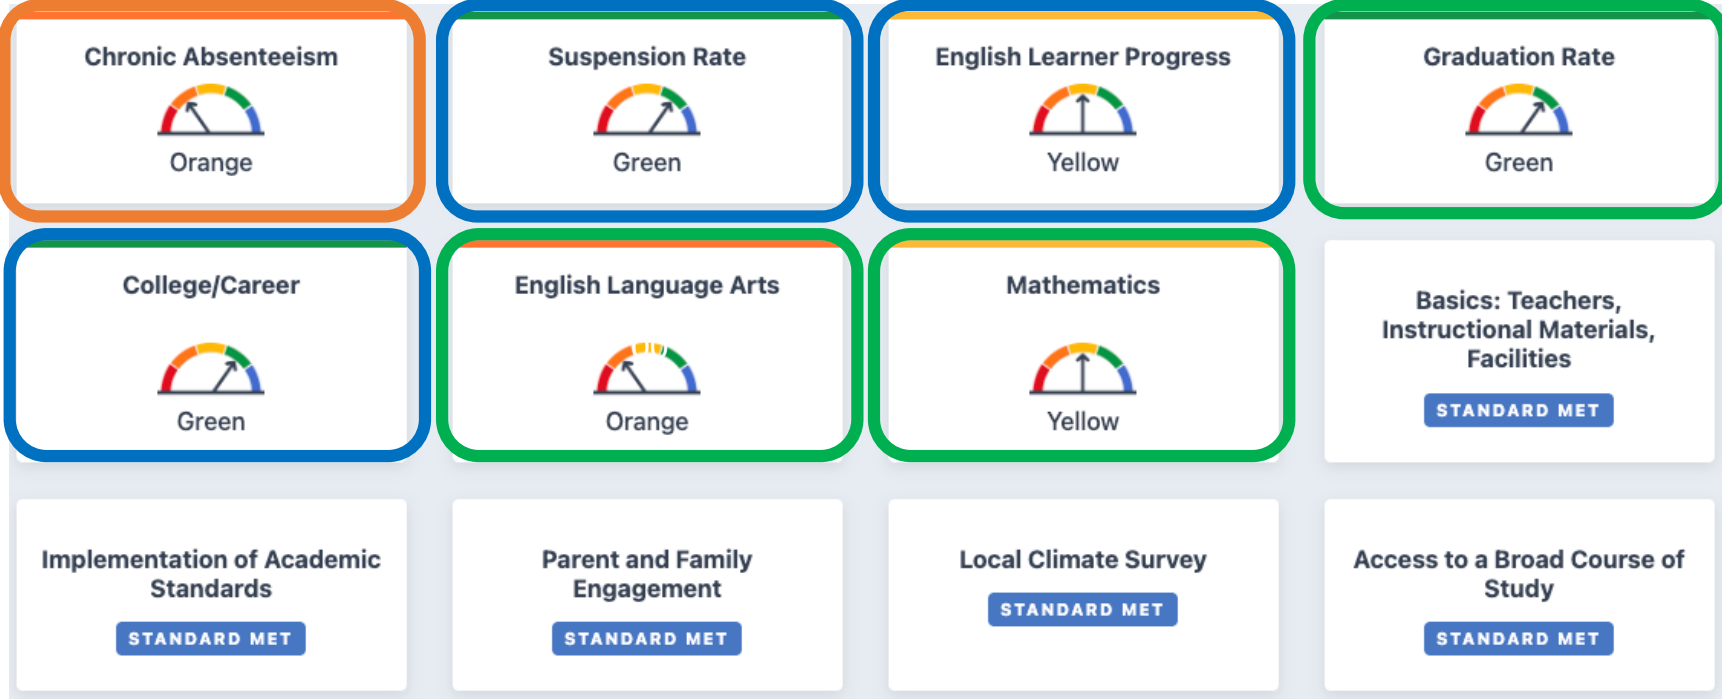 Chronic Absenteeism
Orange
Suspension Rate
Green
English Learner Progress
Yellow
Graduation Rate
Green
College/Career
Green
English Language Arts
Orange
Mathematics
Yellow
Basics: Teachers,
Instructional Materials,
Facilities
STANDARD MET
Implementation of Academic
Standards
STANDARD MET
Parent and Family
Engagement
STANDARD MET
Local Climate Survey
STANDARD MET
Access to a Broad Course of
Study
STANDARD MET